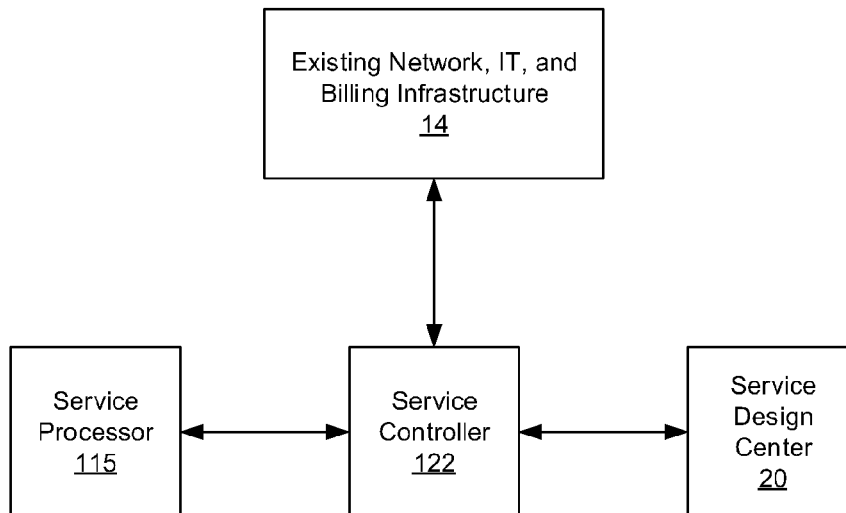 Existing Network, IT, and
Billing Infrastructure
14
Service
Processor
115
Service
Controller
122
Service
Design
Center
20